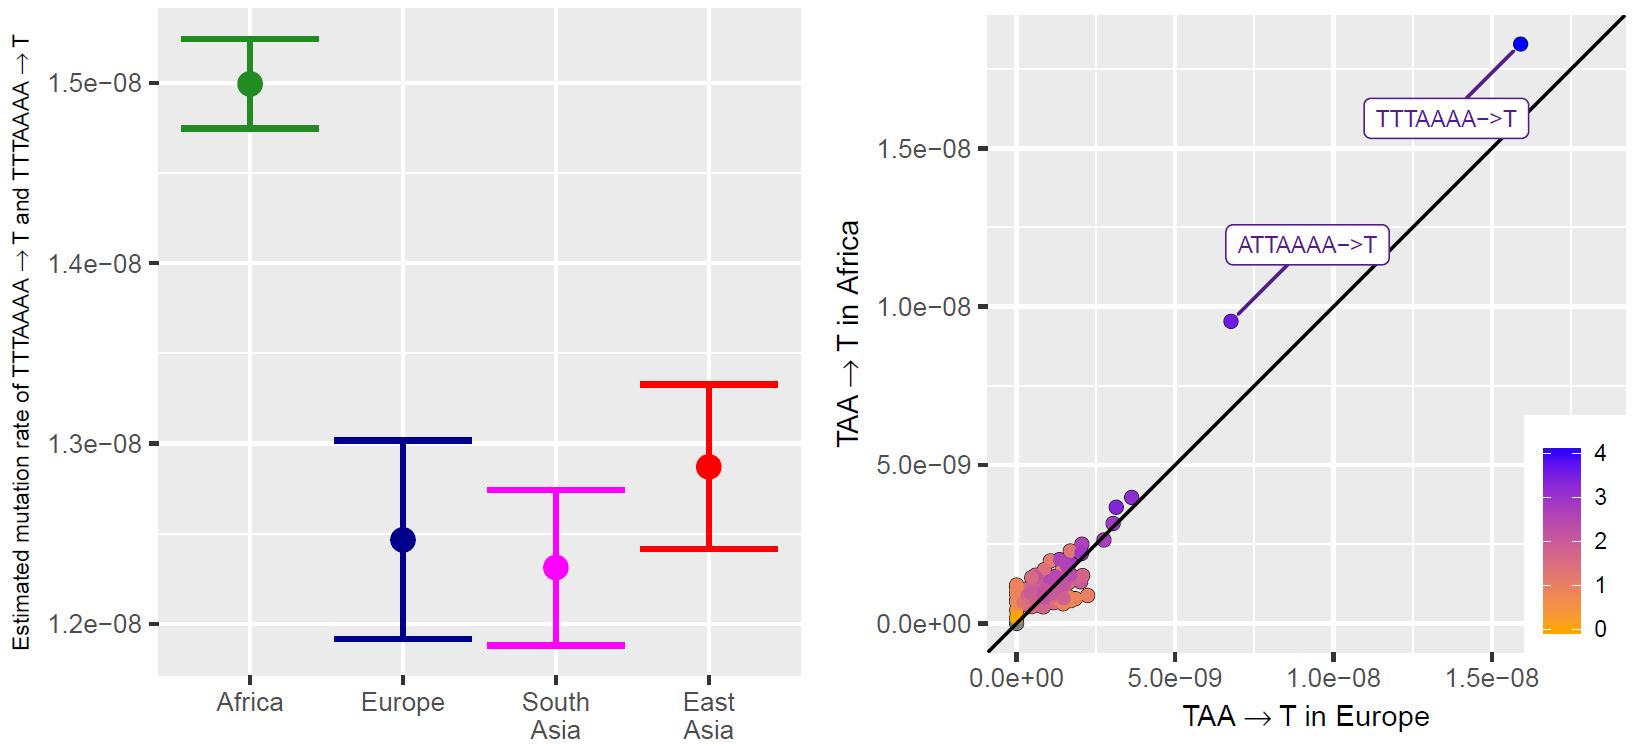 Estimated mutation rate of TTTAAAA → T and TTTAAAA → T
1.5e−08
1.4e−08
1.3e−08
1.2e−08
Africa
Europe
South
Asia
East
Asia
TAA → T in Africa
1.5e−08
1.0e−08
5.0e−09
0.0e+00
TTTAAAA−>T
ATTAAAA−>T
4
3
2
1
0
0.0e+00
5.0e−09
1.0e−08
1.5e−08
TAA → T in Europe